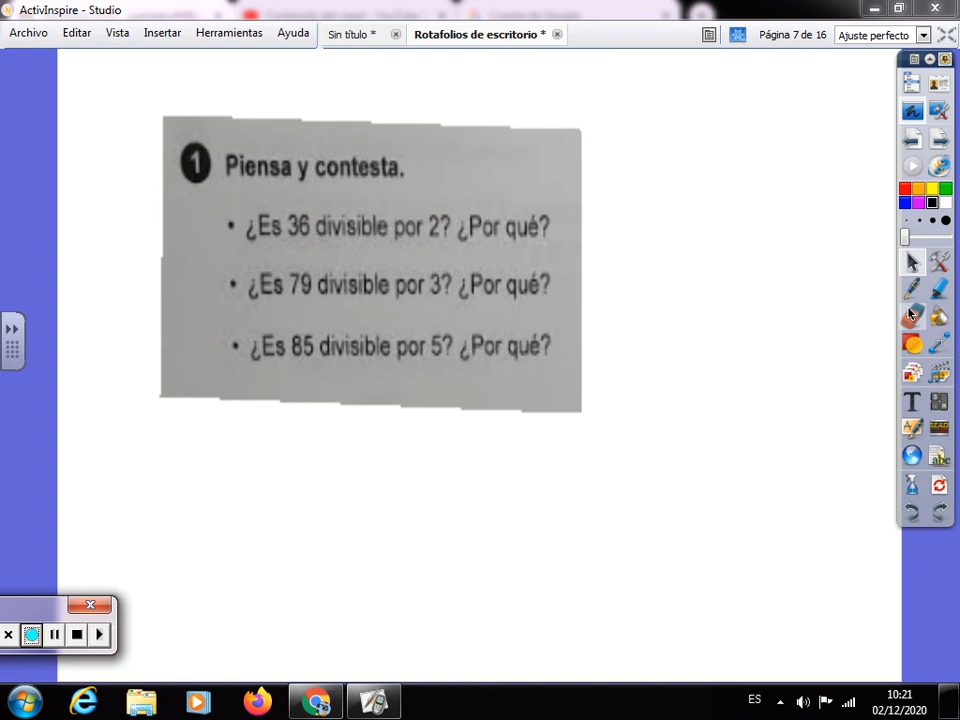 ActivInspire - Studio
Archivo Editar Vista Insertar Herramientas Ayuda
Sin título *
Rotafolios de escritorio *
Página 7 de 16
Ajuste perfecto
1 Piensa y contesta.
• ¿Es 36 divisible por 2? ¿Por qué?
• ¿Es 79 divisible por 3? ¿Por qué?
• ¿Es 85 divisible por 5? ¿Por qué?
ES
10:21
02/12/2020